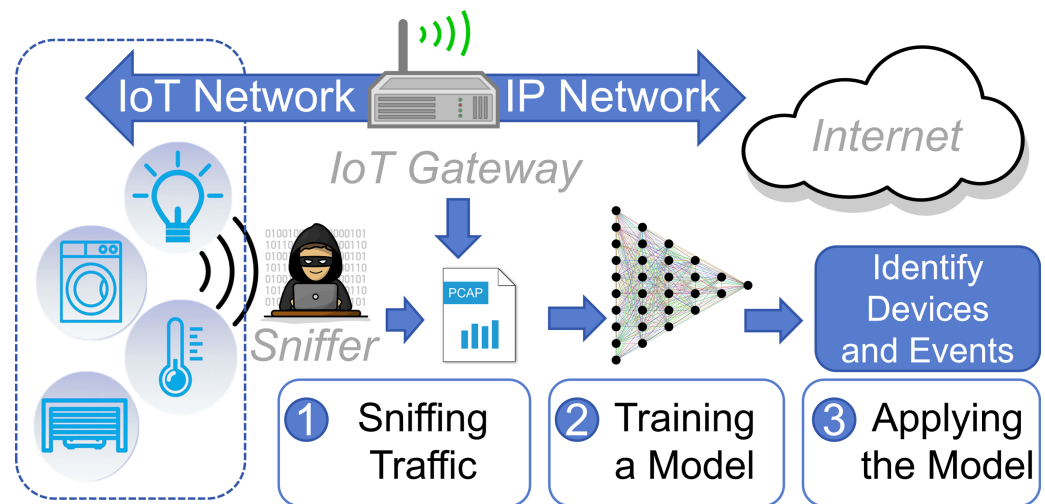 IoT Network
IP Network
Internet
IoT Gateway
PCAP
Sniffer
Identify
Devices
and Events
1 Sniffing
Traffic
2 Training
a Model
3 Applying
the Model